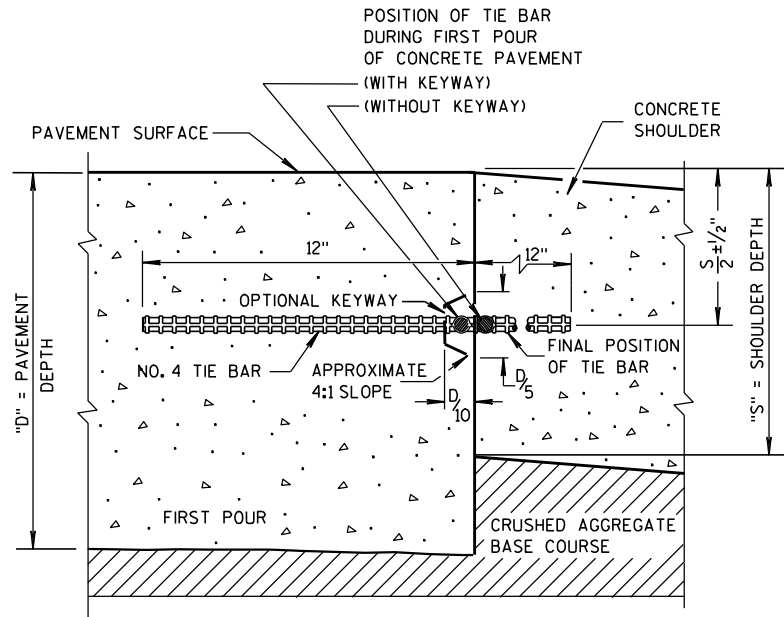 POSITION OF TIE BAR
DURING FIRST POUR
OF CONCRETE PAVEMENT
(WITH KEYWAY)
(WITHOUT KEYWAY)
CONCRETE
SHOULDER
PAVEMENT SURFACE
12"
12"
S/2 ±1/2"
OPTIONAL KEYWAY
NO. 4 TIE BAR
APPROXIMATE
4:1 SLOPE
FINAL POSITION
OF TIE BAR
D/5
D/10
"D" = PAVEMENT
DEPTH
"S" = SHOULDER DEPTH
FIRST POUR
CRUSHED AGGREGATE
BASE COURSE